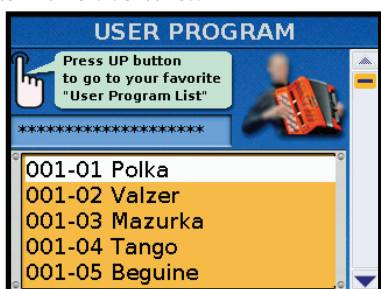 USER PROGRAM
Press UP button
to go to your favorite
"User Program List"
********************
001-01 Polka
001-02 Valzer
001-03 Mazurka
001-04 Tango
001-05 Beguine